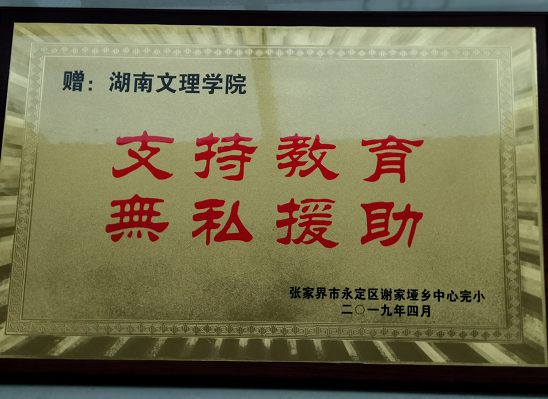 赠：湖南文理学院
支持教育
無私援助
张家界市永定区谢家垭乡中心完小
二〇一九年四月